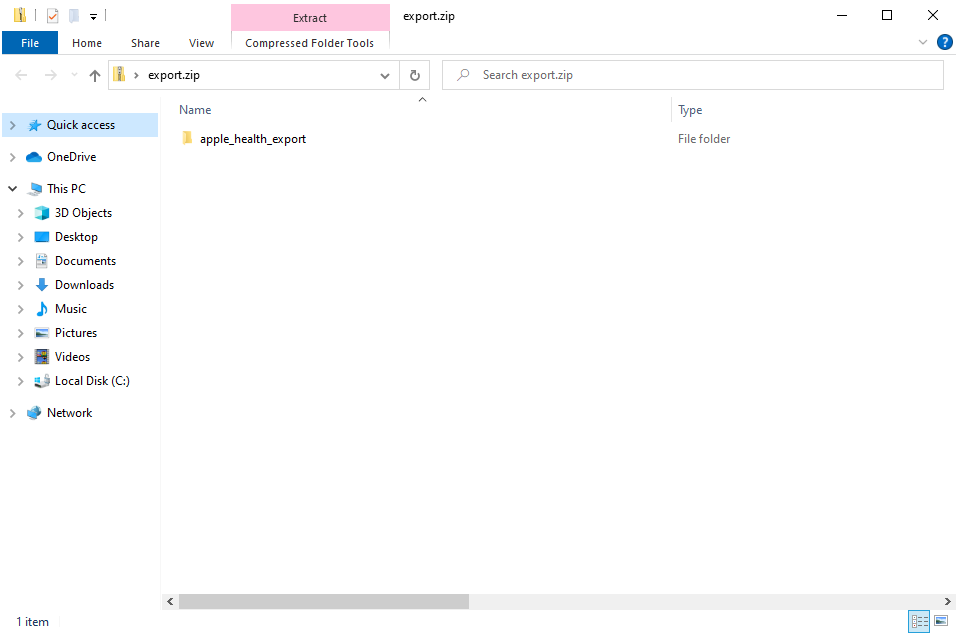 Extract
export.zip
File
Home
Share
View
Compressed Folder Tools
?
export.zip
Search export.zip
Name
Type
apple_health_export
File folder
Quick access
OneDrive
This PC
3D Objects
Desktop
Documents
Downloads
Music
Pictures
Videos
Local Disk (C:)
Network
1 item